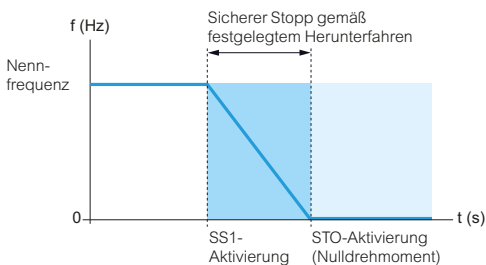 Sicherer Stopp gemäß
festgelegtem Herunterfahren
f (Hz)
Nenn-
frequenz
0
t (s)
SS1-
Aktivierung
STO-Aktivierung
(Nulldrehmoment)